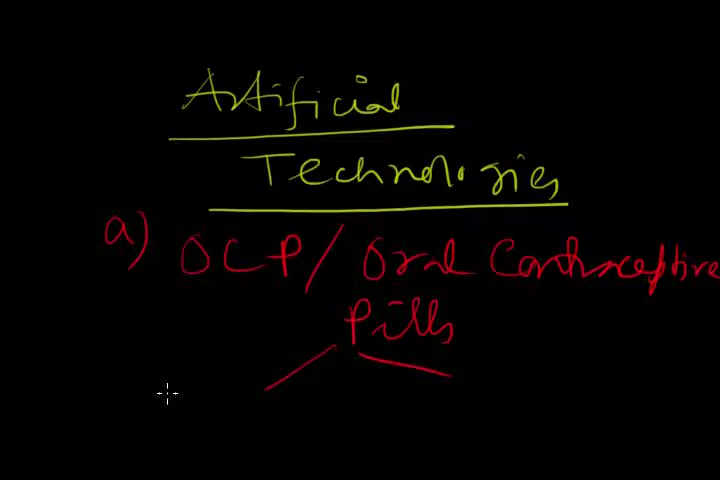 Artificial
Technologies
a) OCP/ Oral Contraceptive
Pills